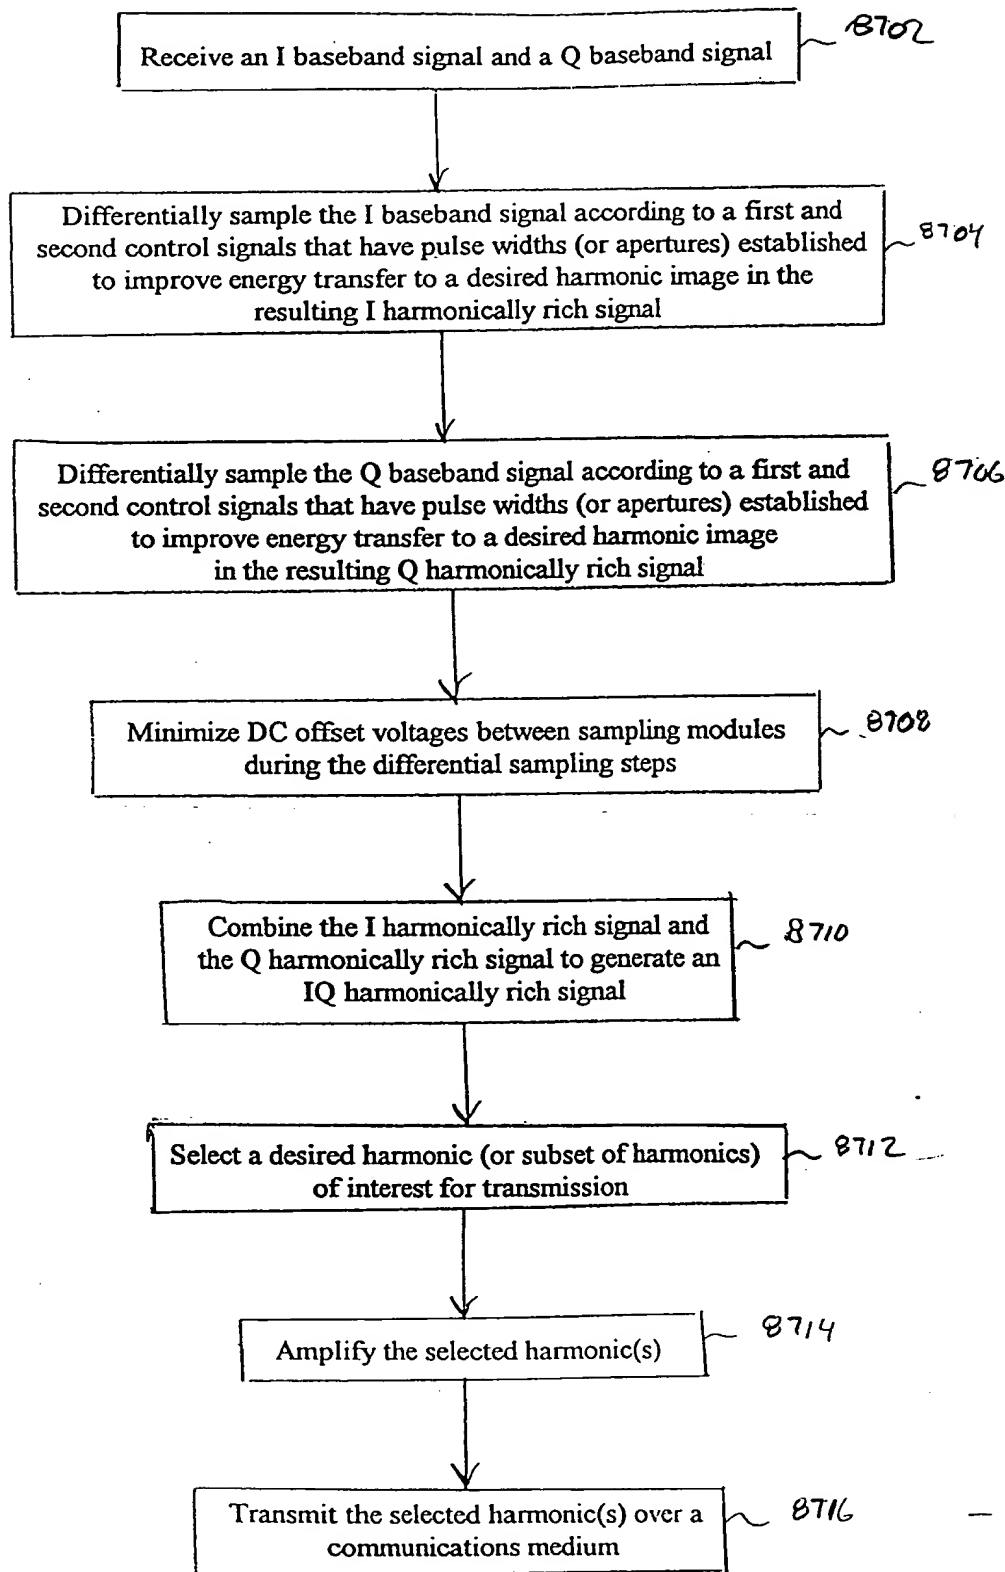 Receive an I baseband signal and a Q baseband signal
8702
Differentially sample the I baseband signal according to a first and
second control signals that have pulse widths (or apertures) established
to improve energy transfer to a desired harmonic image in the
resulting I harmonically rich signal
8704
Differentially sample the Q baseband signal according to a first and
second control signals that have pulse widths (or apertures) established
to improve energy transfer to a desired harmonic image
in the resulting Q harmonically rich signal
8706
Minimize DC offset voltages between sampling modules
during the differential sampling steps
8708
Combine the I harmonically rich signal and
the Q harmonically rich signal to generate an
IQ harmonically rich signal
8710
Select a desired harmonic (or subset of harmonics)
of interest for transmission
8712
Amplify the selected harmonic(s)
8714
Transmit the selected harmonic(s) over a
communications medium
8716